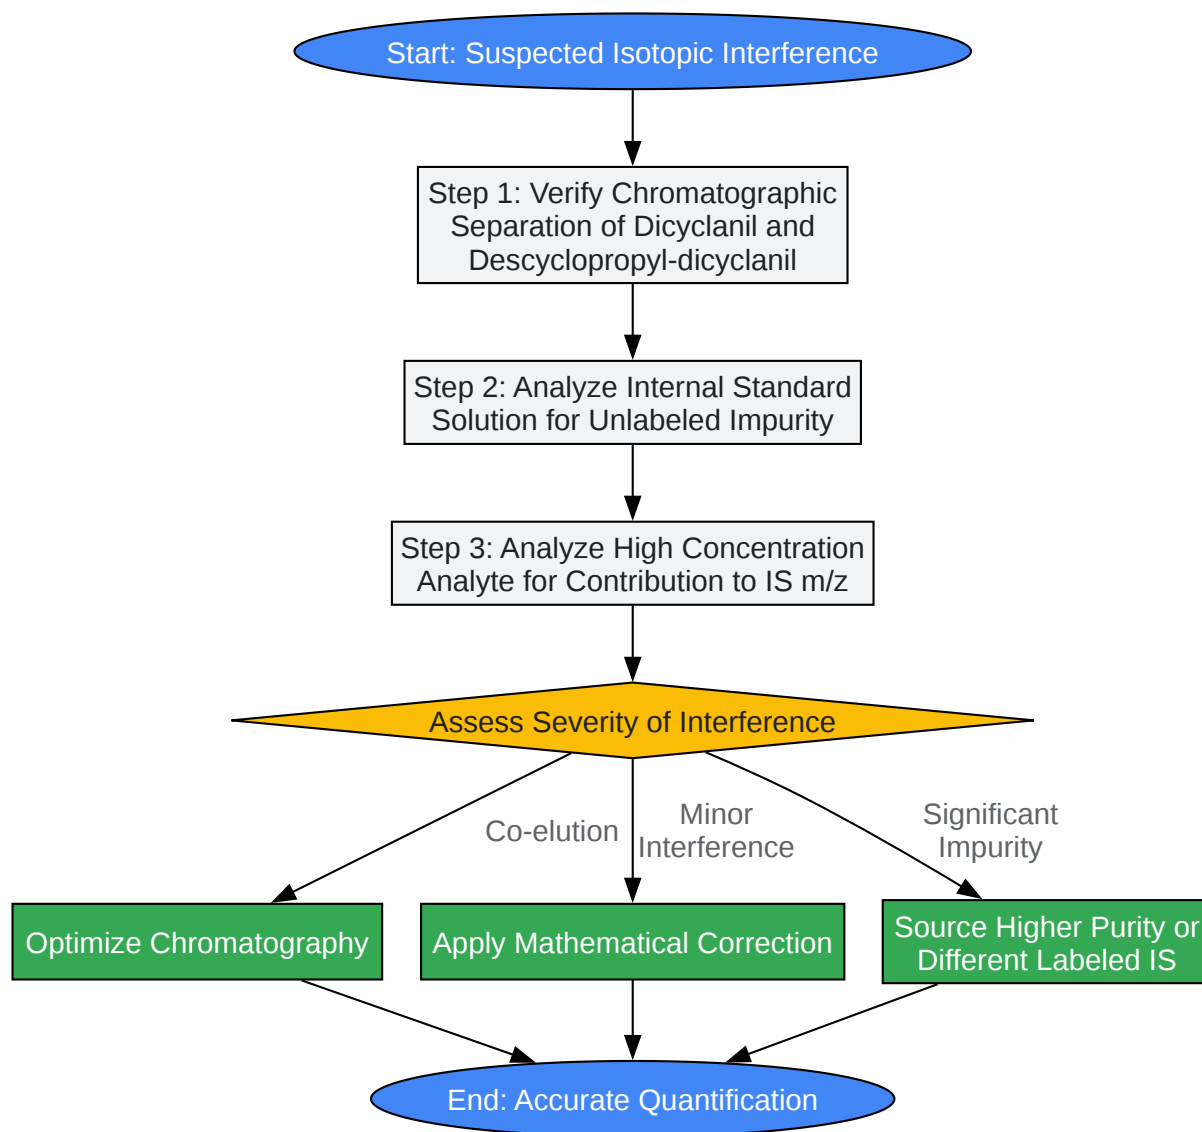 Start: Suspected Isotopic Interference
Step 1: Verify Chromatographic
Separation of Dicyclanil and
Descyclopropyl-dicyclanil
Step 2: Analyze Internal Standard
Solution for Unlabeled Impurity
Step 3: Analyze High Concentration
Analyte for Contribution to IS m/z
Assess Severity of Interference
Co-elution
Minor
Interference
Significant
Impurity
Optimize Chromatography
Apply Mathematical Correction
Source Higher Purity or
Different Labeled IS
End: Accurate Quantification